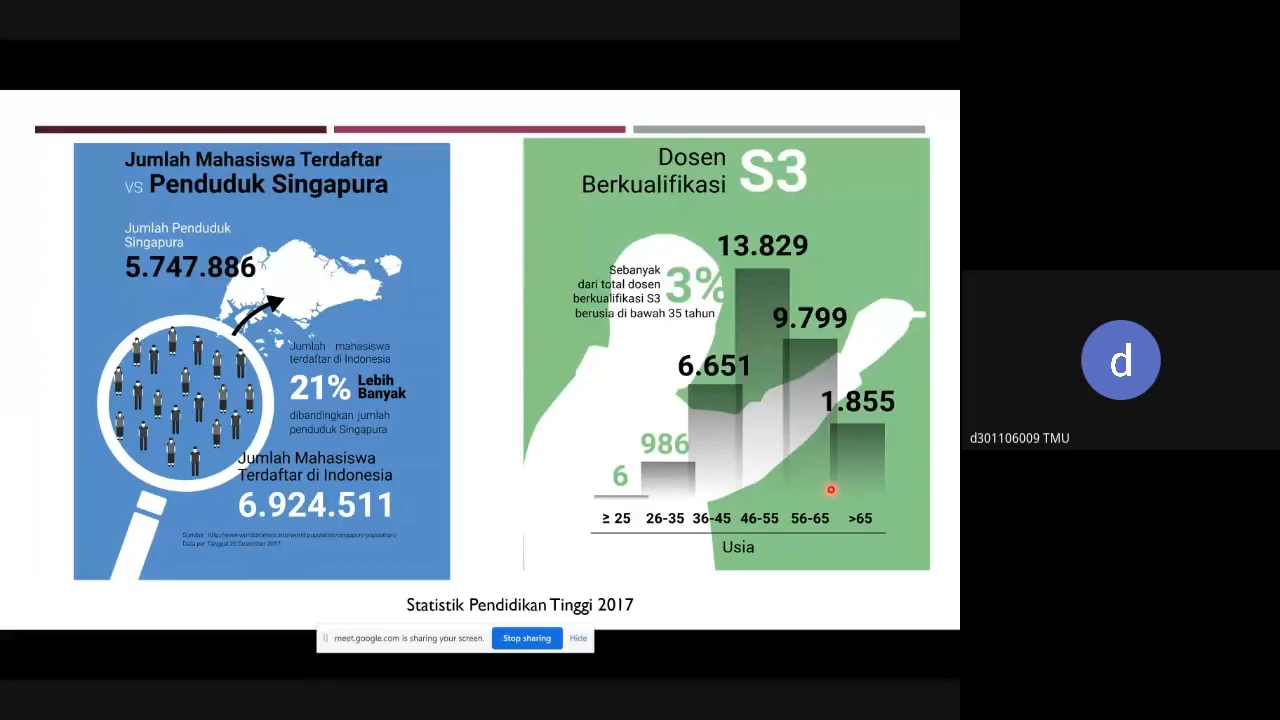 Jumlah Mahasiswa Terdaftar
VS Penduduk Singapura
Jumlah Penduduk
Singapura
5.747.886
Jumlah mahasiswa
terdaftar di Indonesia
21% Lebih
Banyak
dibandingkan jumlah
penduduk Singapura
Jumlah Mahasiswa
Terdaftar di Indonesia
6.924.511
Sumber: http://www.worldometers.info/world-population/singapore-population/
Data per Tanggal 20 Desember 2017
Dosen
Berkualifikasi S3
Sebanyak
dari total dosen 3%
berkualifikasi S3
berusia di bawah 35 tahun
13.829
9.799
6.651
1.855
986
6
≥ 25 26-35 36-45 46-55 56-65 >65
Usia
Statistik Pendidikan Tinggi 2017
meet.google.com is sharing your screen. Stop sharing Hide
d
d301106009 TMU